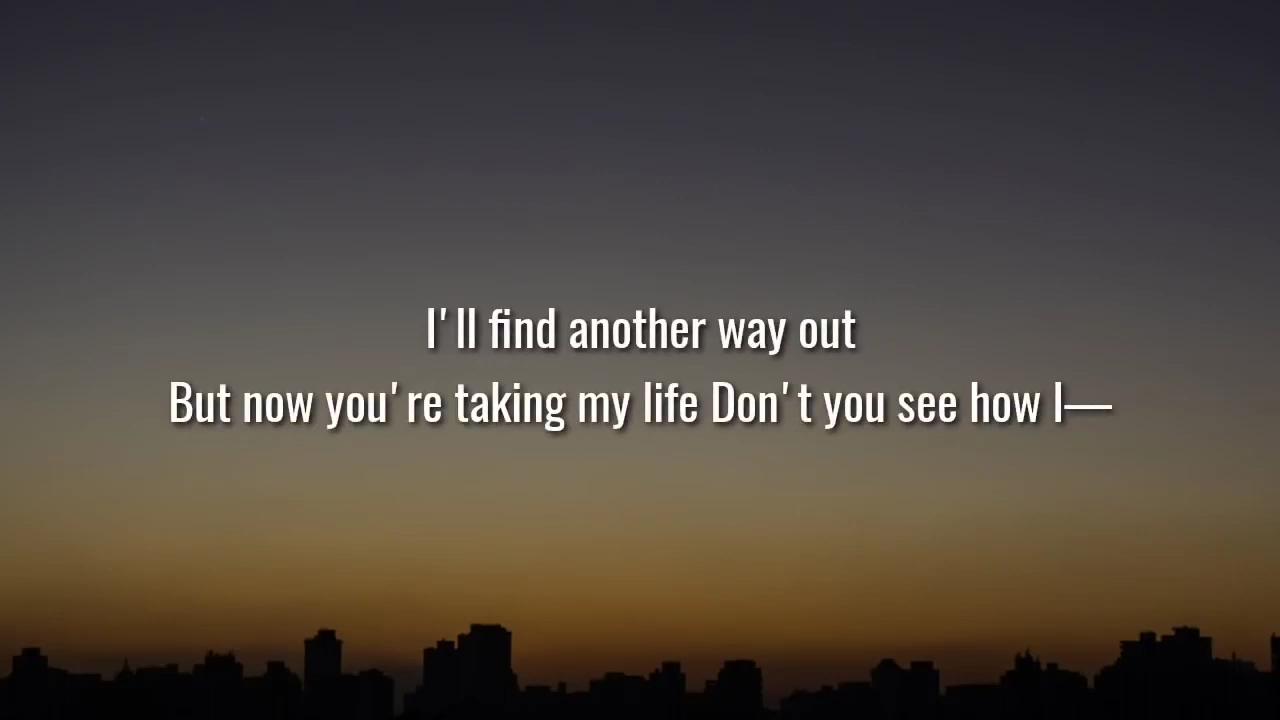 I'll find another way out
But now you're taking my life Don't you see how I—